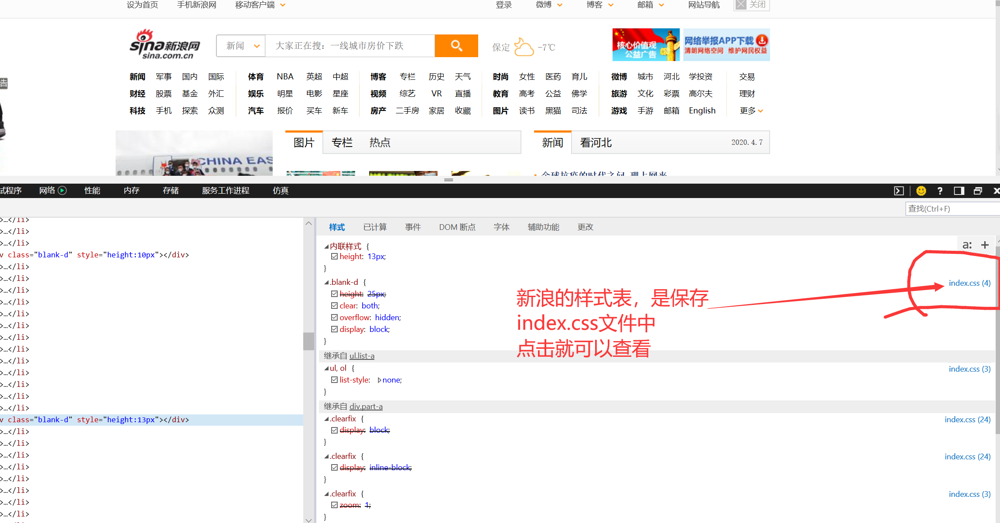 设为首页 手机新浪网 移动客户端 登录 微博 博客 邮箱 网站导航 关闭
sina新浪网
sina.com.cn
新闻 大家正在搜：一线城市房价下跌
保定 -7℃
核心价值观
公益广告
网络举报APP下载
清朗网络空间 维护网民权益
告
新闻 军事 国内 国际 体育 NBA 英超 中超 博客 专栏 历史 天气 时尚 女性 医药 育儿 微博 城市 河北 学投资 交易
财经 股票 基金 外汇 娱乐 明星 电影 星座 视频 综艺 VR 直播 教育 高考 公益 佛学 旅游 文化 彩票 高尔夫 理财
科技 手机 探索 众测 汽车 报价 买车 新车 房产 二手房 家居 收藏 图片 读书 黑猫 司法 游戏 手游 邮箱 English 更多
图片 专栏 热点 新闻 看河北 2020.4.7
CHINA EAS
试程序 网络 性能 内存 存储 服务工作进程 仿真 ?
查找(Ctrl+F)
>…</li>
>…</li>
>…</li>
v class="blank-d" style="height:10px"></div>
>…</li>
>…</li>
>…</li>
>…</li>
>…</li>
>…</li>
>…</li>
>…</li>
>…</li>
>…</li>
>…</li>
>…</li>
>…</li>
v class="blank-d" style="height:13px"></div>
>…</li>
>…</li>
>…</li>
>…</li>
>…</li>
>…</li>
>…</li>
>…</li>
样式 已计算 事件 DOM 断点 字体 辅助功能 更改
a: +
内联样式 {
height: 13px;
}
.blank-d { index.css (4)
height: 25px;
clear: both;
overflow: hidden;
display: block;
}
新浪的样式表，是保存
index.css文件中
点击就可以查看
继承自 ul.list-a
ul, ol { index.css (3)
list-style: none;
}
继承自 div.part-a
.clearfix { index.css (24)
display: block;
}
.clearfix { index.css (24)
display: inline-block;
}
.clearfix { index.css (3)
zoom: 1;
}